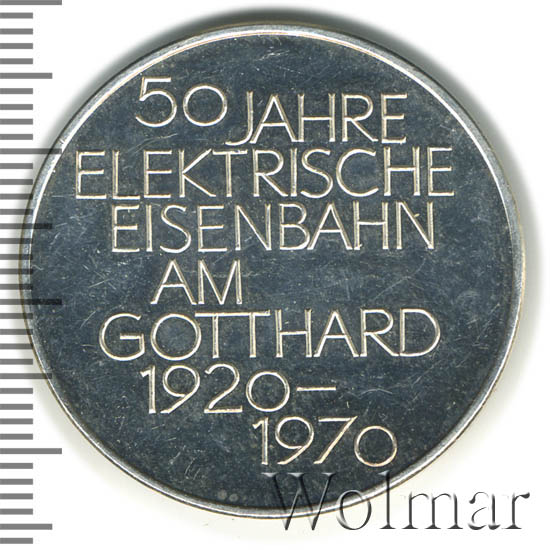 50 JAHRE
ELEKTRISCHE
EISENBAHN
AM
GOTTHARD
1920–
1970
Wolmar